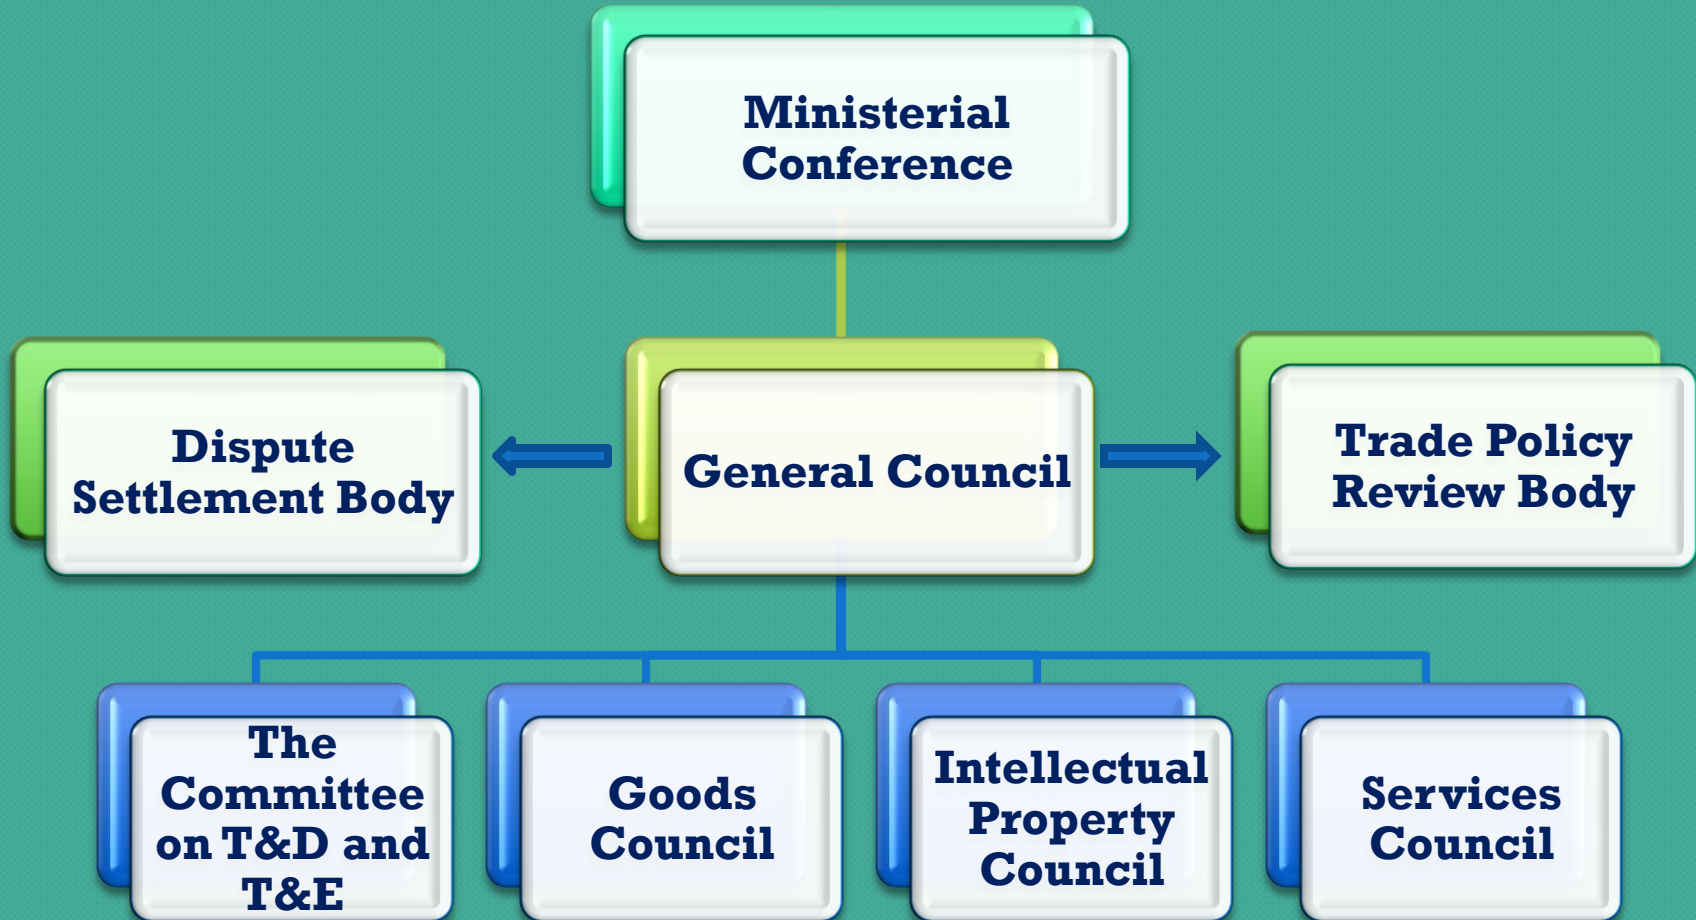 Ministerial
Conference
Dispute
Settlement Body
General Council
Trade Policy
Review Body
The
Committee
on T&D and
T&E
Goods
Council
Intellectual
Property
Council
Services
Council